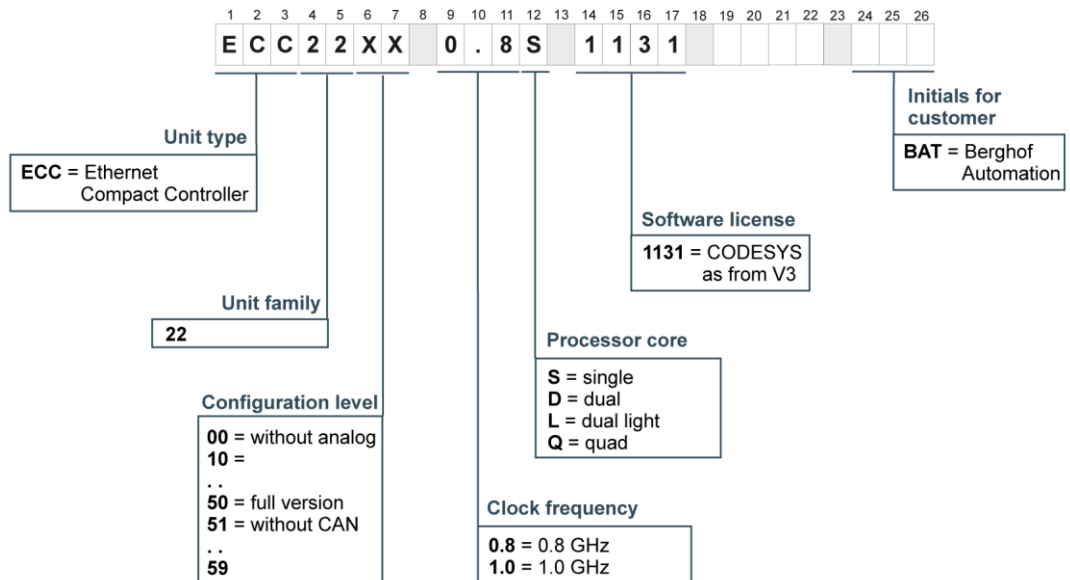 1 2 3 4 5 6 7 8 9 10 11 12 13 14 15 16 17 18 19 20 21 22 23 24 25 26
E C C 2 2 X X 0 . 8 S 1 1 3 1
Initials for
customer
BAT = Berghof
Automation
Unit type
ECC = Ethernet
Compact Controller
Software license
1131 = CODESYS
as from V3
Unit family
22
Processor core
S = single
D = dual
L = dual light
Q = quad
Configuration level
00 = without analog
10 =
. .
50 = full version
51 = without CAN
. .
59
Clock frequency
0.8 = 0.8 GHz
1.0 = 1.0 GHz